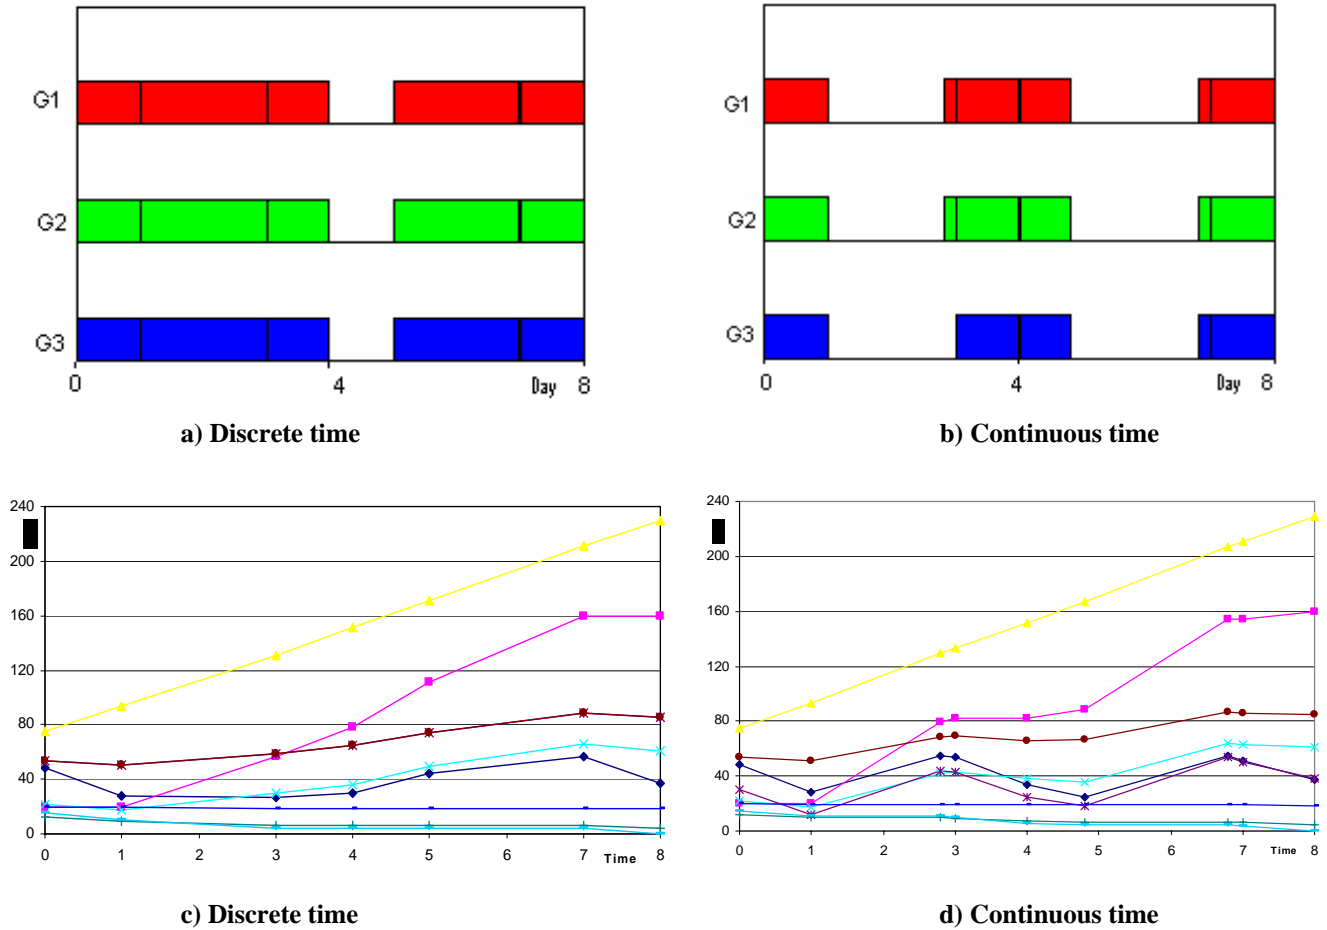 G1
G2
G3
0 4 Day 8
a) Discrete time
G1
G2
G3
0 4 Day 8
b) Continuous time
240
200
160
120
80
40
0
0 1 2 3 4 5 6 7 Time 8
c) Discrete time
240
200
160
120
80
40
0
0 1 2 3 4 5 6 7 Time 8
d) Continuous time